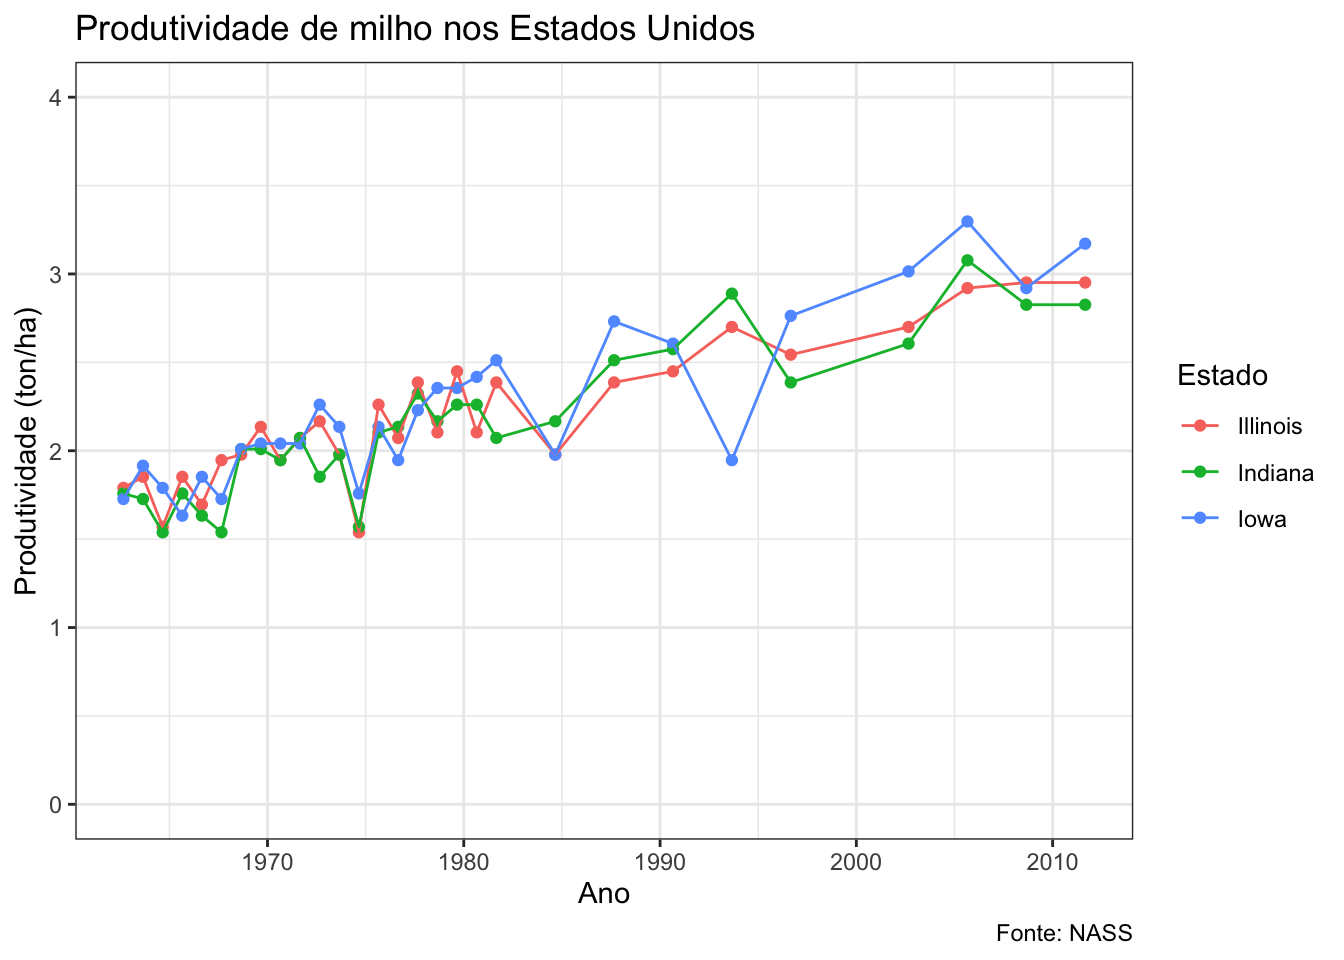 Produtividade de milho nos Estados Unidos
Produtividade (ton/ha)
4
3
2
1
0
1970
1980
1990
2000
2010
Ano
Estado
Illinois
Indiana
Iowa
Fonte: NASS